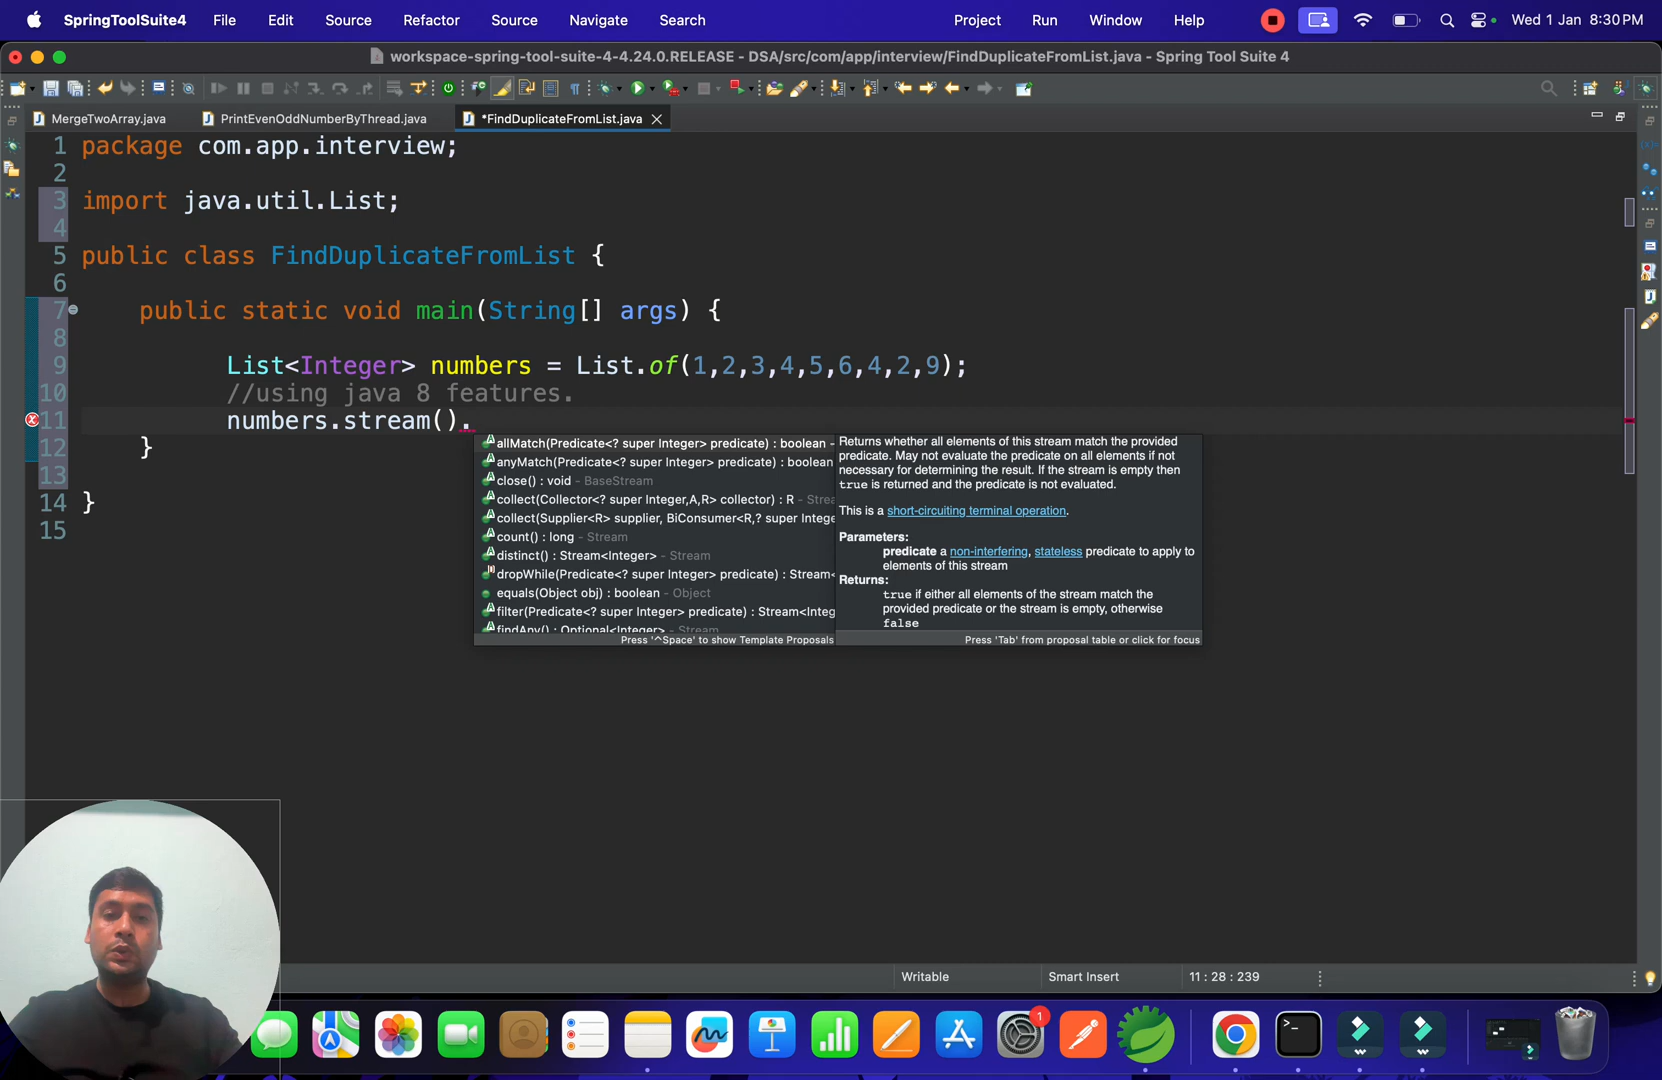 SpringToolSuite4 File Edit Source Refactor Source Navigate Search Project Run Window Help Wed 1 Jan 8:30 PM
workspace-spring-tool-suite-4-4.24.0.RELEASE - DSA/src/com/app/interview/FindDuplicateFromList.java - Spring Tool Suite 4
MergeTwoArray.java PrintEvenOddNumberByThread.java *FindDuplicateFromList.java
1 package com.app.interview;
2
3 import java.util.List;
4
5 public class FindDuplicateFromList {
6
7 public static void main(String[] args) {
8
9 List<Integer> numbers = List.of(1,2,3,4,5,6,4,2,9);
10 //using java 8 features.
11 numbers.stream().
12 }
13
14 }
15
allMatch(Predicate<? super Integer> predicate) : boolean -
anyMatch(Predicate<? super Integer> predicate) : boolean
close() : void - BaseStream
collect(Collector<? super Integer,A,R> collector) : R - Strea
collect(Supplier<R> supplier, BiConsumer<R,? super Intege
count() : long - Stream
distinct() : Stream<Integer> - Stream
dropWhile(Predicate<? super Integer> predicate) : Stream<
equals(Object obj) : boolean - Object
filter(Predicate<? super Integer> predicate) : Stream<Integ
findAny() : Optional<Integer> - Stream
Press '^Space' to show Template Proposals
Returns whether all elements of this stream match the provided
predicate. May not evaluate the predicate on all elements if not
necessary for determining the result. If the stream is empty then
true is returned and the predicate is not evaluated.
This is a short-circuiting terminal operation.
Parameters:
predicate a non-interfering, stateless predicate to apply to
elements of this stream
Returns:
true if either all elements of the stream match the
provided predicate or the stream is empty, otherwise
false
Press 'Tab' from proposal table or click for focus
Writable Smart Insert 11 : 28 : 239
1